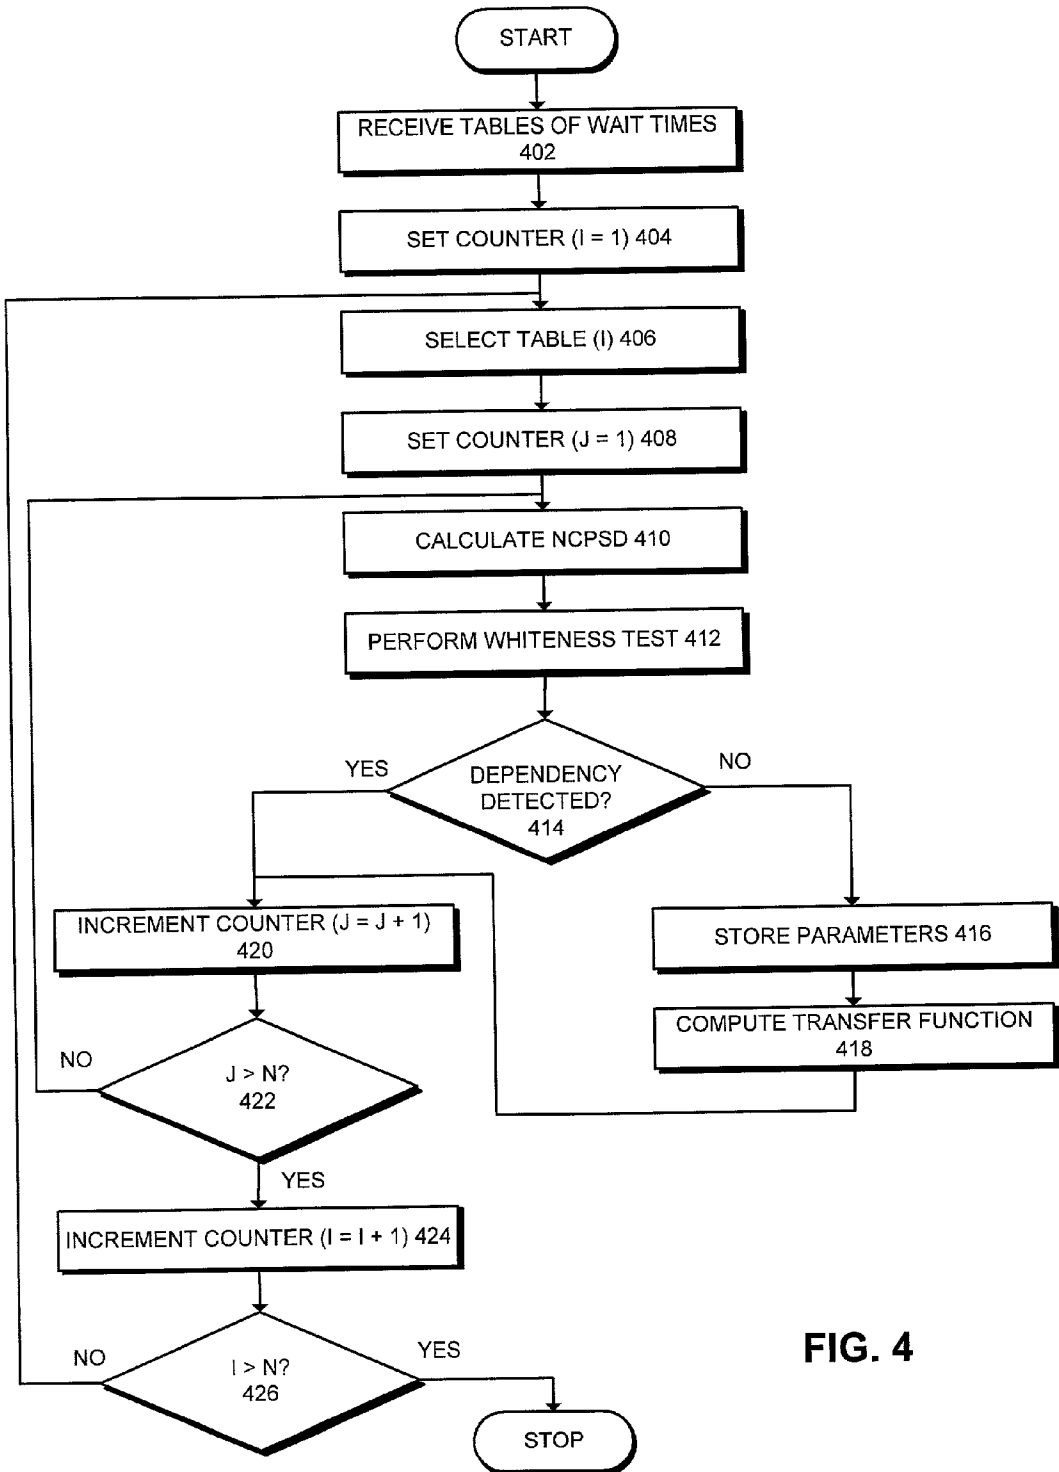 START
RECEIVE TABLES OF WAIT TIMES
402
SET COUNTER (I = 1) 404
SELECT TABLE (I) 406
SET COUNTER (J = 1) 408
CALCULATE NCPSD 410
PERFORM WHITENESS TEST 412
YES
NO
DEPENDENCY
DETECTED?
414
INCREMENT COUNTER (J = J + 1)
420
STORE PARAMETERS 416
COMPUTE TRANSFER FUNCTION
418
NO
J > N?
422
YES
INCREMENT COUNTER (I = I + 1) 424
NO
I > N?
426
YES
STOP
FIG. 4